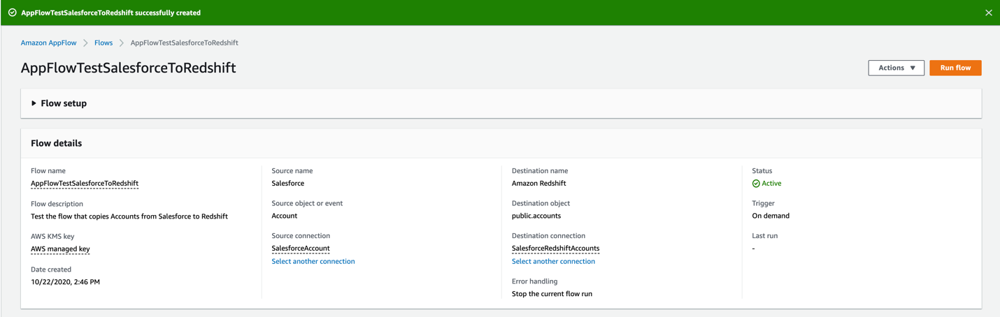 AppFlowTestSalesforceToRedshift successfully created
Amazon AppFlow
Flows
AppFlowTestSalesforceToRedshift
AppFlowTestSalesforceToRedshift
Actions
Run flow
Flow setup
Flow details
Flow name
AppFlowTestSalesforceToRedshift
Flow description
Test the flow that copies Accounts from Salesforce to Redshift
AWS KMS key
AWS managed key
Date created
10/22/2020, 2:46 PM
Source name
Salesforce
Source object or event
Account
Source connection
SalesforceAccount
Select another connection
Destination name
Amazon Redshift
Destination object
public.accounts
Destination connection
SalesforceRedshiftAccounts
Select another connection
Error handling
Stop the current flow run
Status
Active
Trigger
On demand
Last run
-